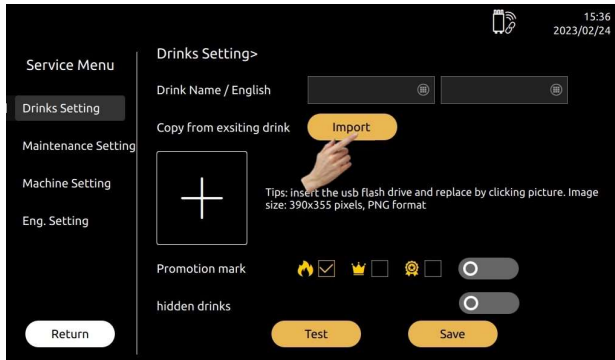 15:36
2023/02/24
Service Menu
Drinks Setting
Maintenance Setting
Machine Setting
Eng. Setting
Return
Drinks Setting>
Drink Name / English
Copy from exsiting drink
Import
Tips: insert the usb flash drive and replace by clicking picture. Image
size: 390x355 pixels, PNG format
Promotion mark
hidden drinks
Test
Save